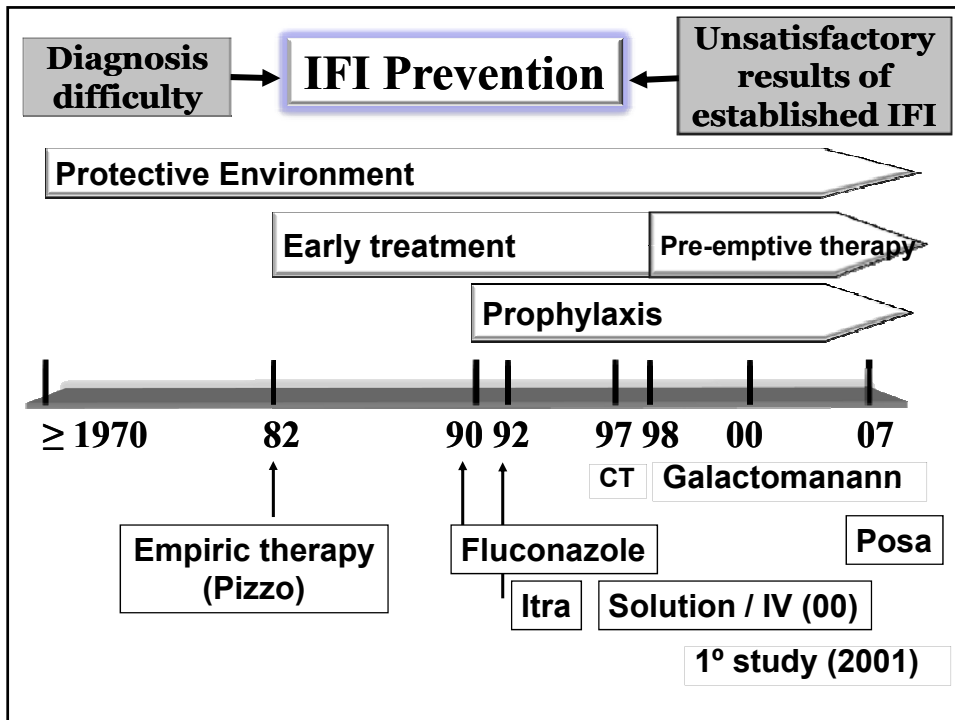 Diagnosis
difficulty
IFI Prevention
Unsatisfactory
results of
established IFI
Protective Environment
Early treatment
Pre-emptive therapy
Prophylaxis
≥ 1970 82 90 92 97 98 00 07
CT Galactomanann
Empiric therapy
(Pizzo)
Fluconazole
Posa
Itra
Solution / IV (00)
1º study (2001)